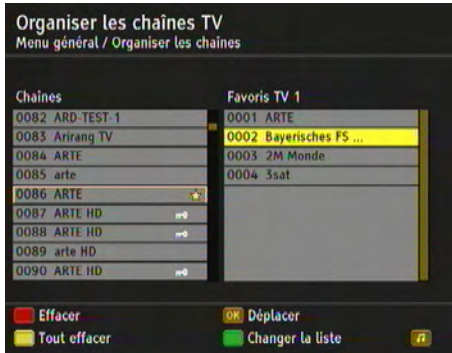 Organiser les chaînes TV
Menu général / Organiser les chaînes
Chaînes
0082 ARD-TEST-1
0083 Arirang TV
0084 ARTE
0085 arte
0086 ARTE
0087 ARTE HD
0088 ARTE HD
0089 arte HD
0090 ARTE HD
Favoris TV 1
0001 ARTE
0002 Bayerisches FS ...
0003 2M Monde
0004 3sat
Effacer
OK Déplacer
Tout effacer
Changer la liste